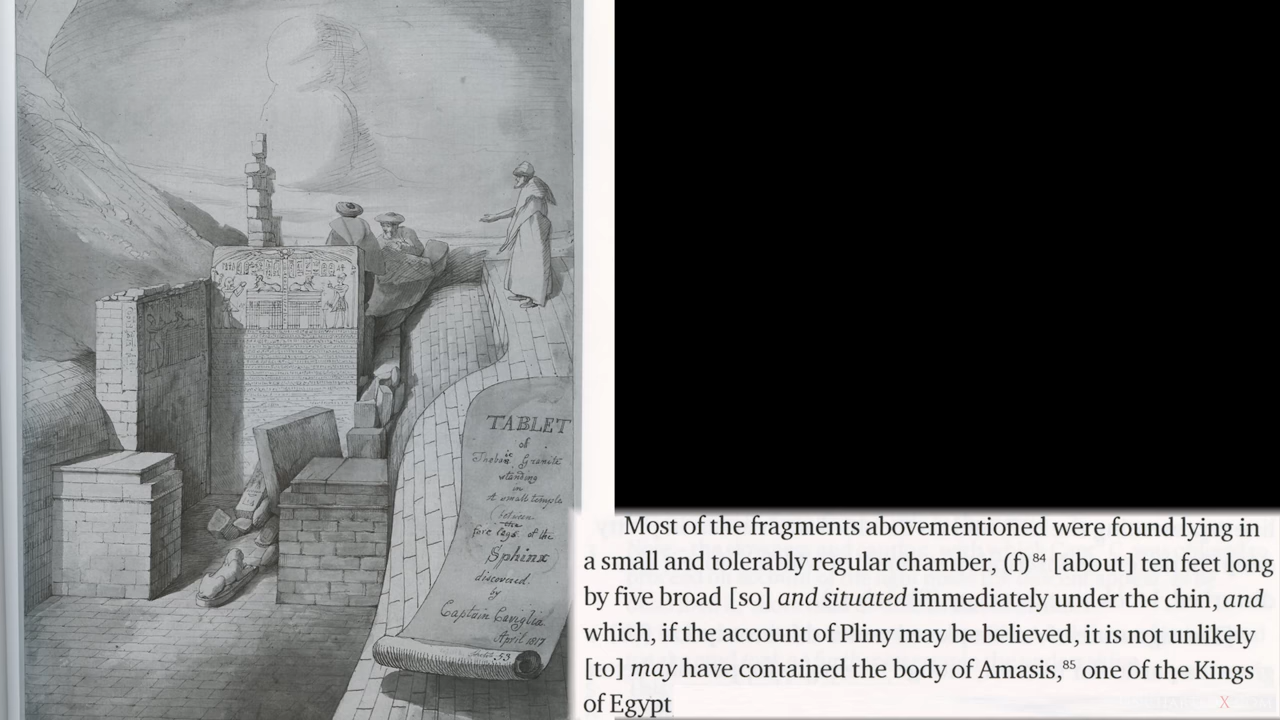 TABLET
of
Theban Granite
standing
in
A small temple
between
the
fore legs of the
Sphinx
discovered
by
Captain Caviglia
April 1817
53
Most of the fragments abovementioned were found lying in
a small and tolerably regular chamber, (f)⁸⁴ [about] ten feet long
by five broad [so] and situated immediately under the chin, and
which, if the account of Pliny may be believed, it is not unlikely
[to] may have contained the body of Amasis,⁸⁵ one of the Kings
of Egypt
X